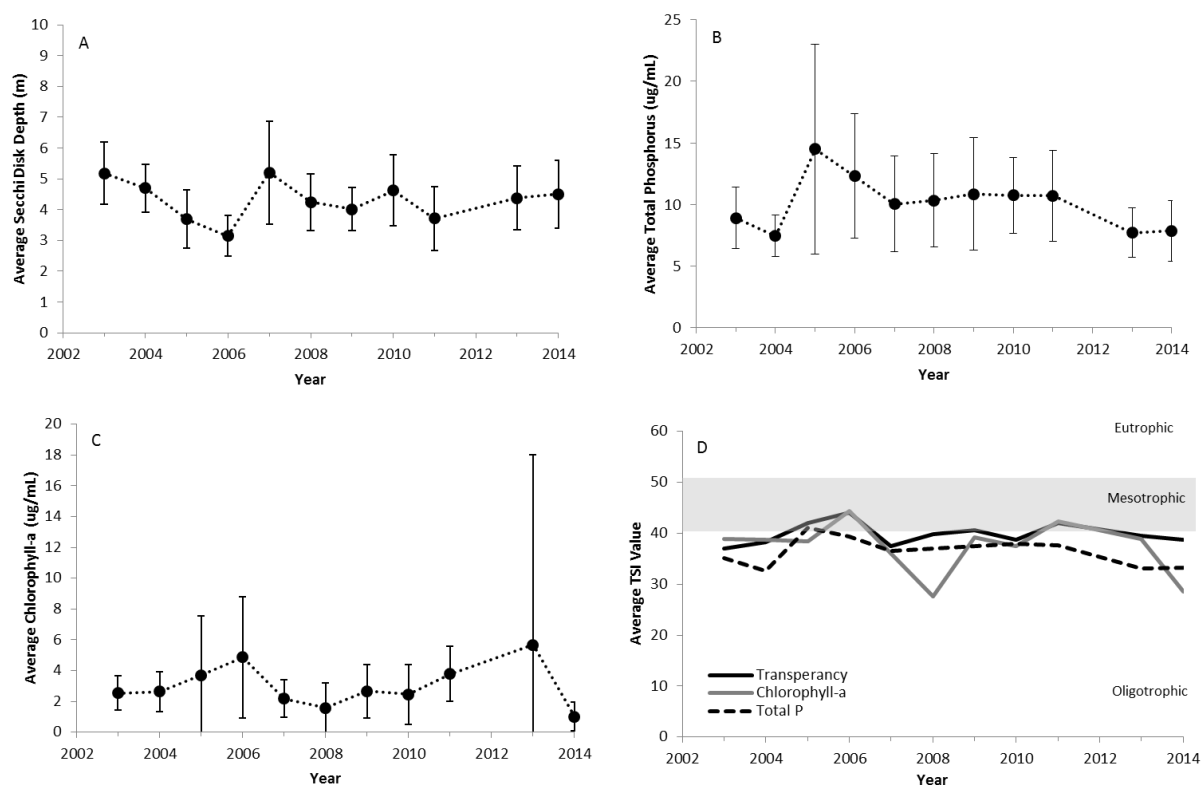 A
Average Secchi Disk Depth (m)
10
9
8
7
6
5
4
3
2
1
0
2002 2004 2006 2008 2010 2012 2014
Year
B
Average Total Phosphorus (ug/mL)
25
20
15
10
5
0
2002 2004 2006 2008 2010 2012 2014
Year
C
Average Chlorophyll-a (ug/mL)
20
18
16
14
12
10
8
6
4
2
0
2002 2004 2006 2008 2010 2012 2014
Year
D
Average TSI Value
60
50
40
30
20
10
0
Eutrophic
Mesotrophic
Oligotrophic
Transperancy
Chlorophyll-a
Total P
2002 2004 2006 2008 2010 2012 2014
Year